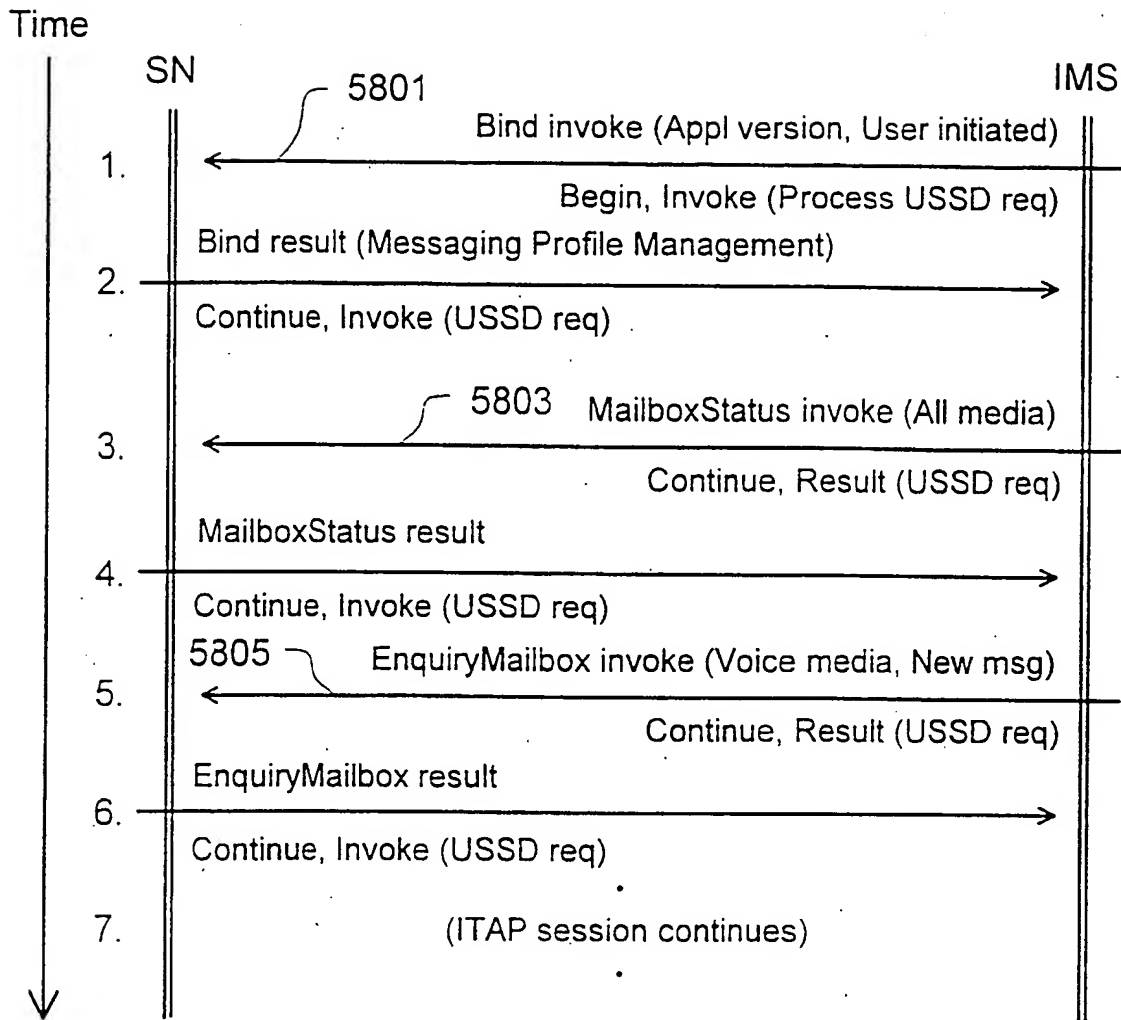 Time
SN
IMS
5801
Bind invoke (Appl version, User initiated)
1.
Begin, Invoke (Process USSD req)
Bind result (Messaging Profile Management)
2.
Continue, Invoke (USSD req)
5803
MailboxStatus invoke (All media)
3.
Continue, Result (USSD req)
MailboxStatus result
4.
Continue, Invoke (USSD req)
5805
EnquiryMailbox invoke (Voice media, New msg)
5.
Continue, Result (USSD req)
EnquiryMailbox result
6.
Continue, Invoke (USSD req)
7.
(ITAP session continues)